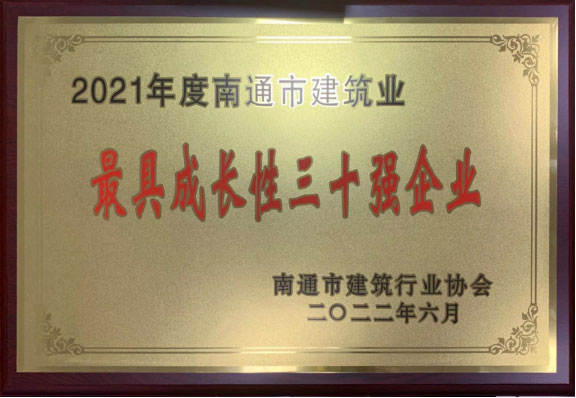 2021年度南通市建筑业
最具成长性三十强企业
南通市建筑行业协会
二〇二二年六月